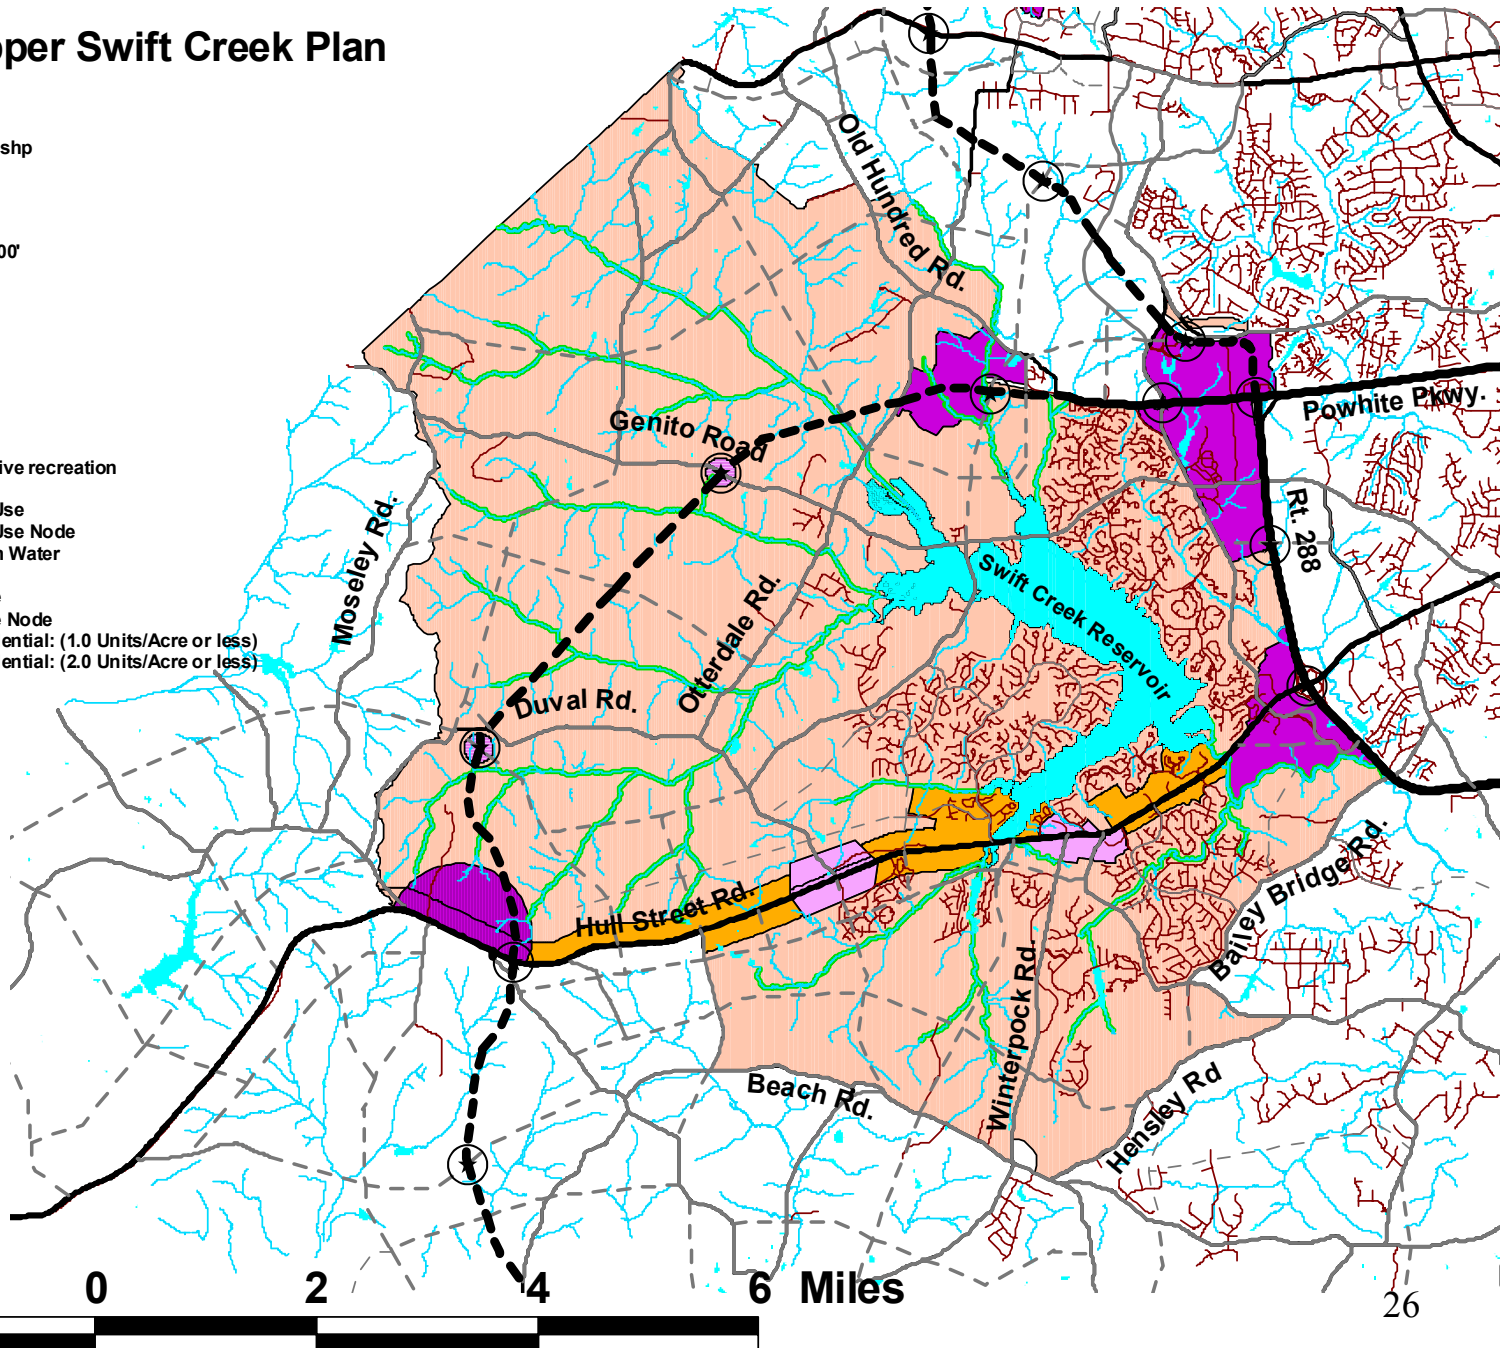 pper Swift Creek Plan
shp
00'
ive recreation
Use
Use Node
n Water
e
e Node
ential: (1.0 Units/Acre or less)
ential: (2.0 Units/Acre or less)
Old Hundred Rd.
Powhite Pkwy.
Genito Road
Rt. 288
Moseley Rd.
Swift Creek Reservoir
Otterdale Rd.
Duval Rd.
Hull Street Rd.
Bailey Bridge Rd.
Winterpock Rd.
Beach Rd.
Hensley Rd
0 2 4 6 Miles
26